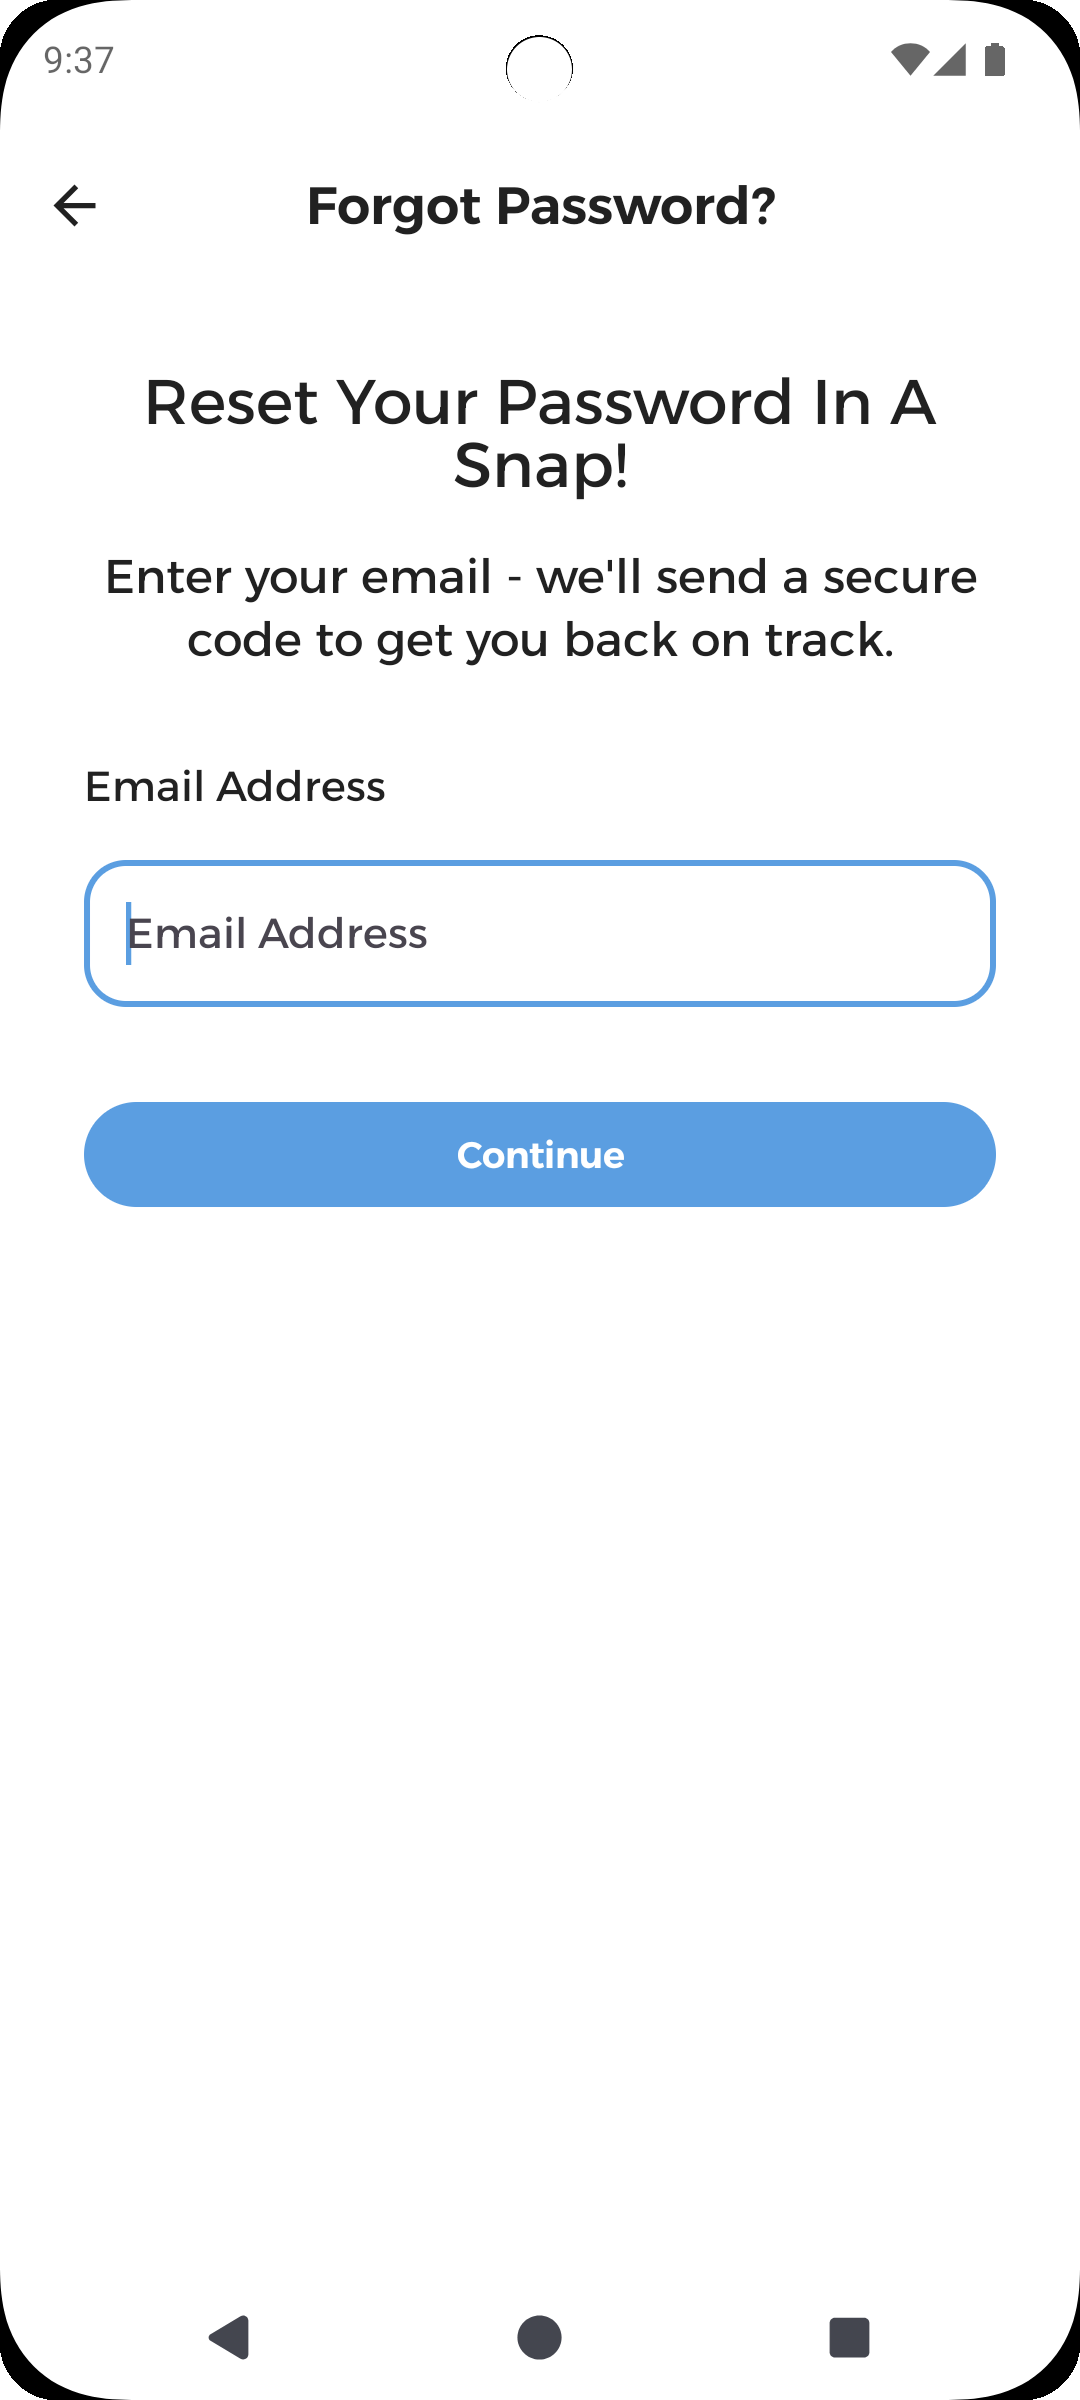 9:37
Forgot Password?
Reset Your Password In A
Snap!
Enter your email - we'll send a secure
code to get you back on track.
Email Address
Email Address
Continue